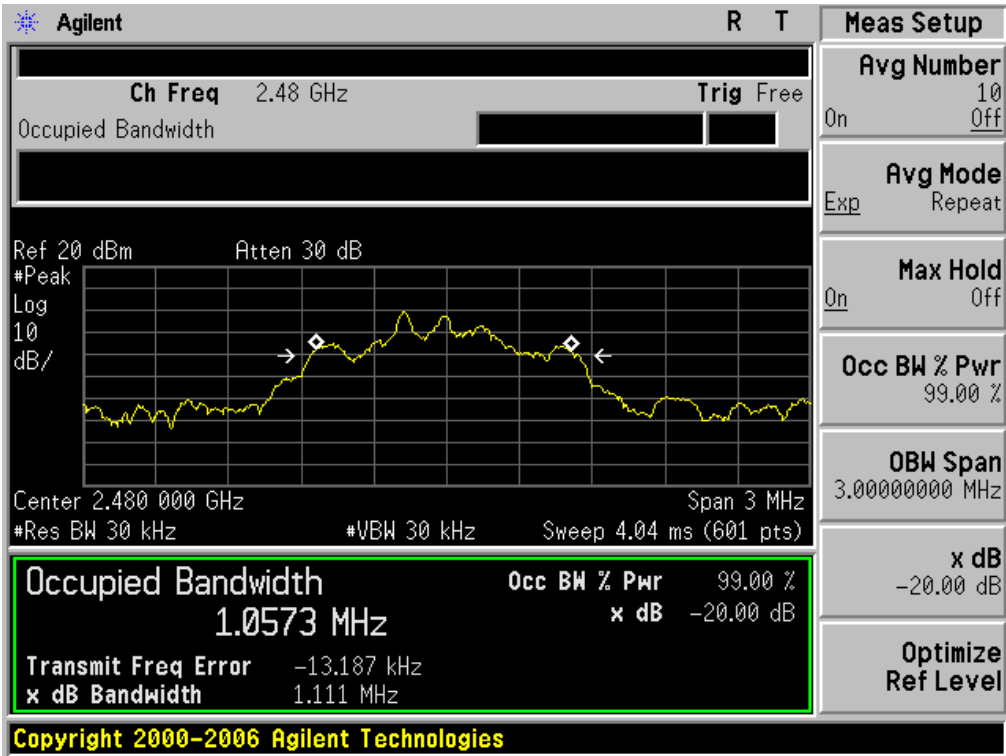 Agilent R T
Ch Freq 2.48 GHz Trig Free
Occupied Bandwidth
Ref 20 dBm Atten 30 dB
#Peak
Log
10
dB/
Center 2.480 000 GHz Span 3 MHz
#Res BW 30 kHz #VBW 30 kHz Sweep 4.04 ms (601 pts)
Occupied Bandwidth Occ BW % Pwr 99.00 %
1.0573 MHz x dB -20.00 dB
Transmit Freq Error -13.187 kHz
x dB Bandwidth 1.111 MHz
Copyright 2000-2006 Agilent Technologies
Meas Setup
Avg Number
10
On Off
Avg Mode
Exp Repeat
Max Hold
On Off
Occ BW % Pwr
99.00 %
OBW Span
3.00000000 MHz
x dB
-20.00 dB
Optimize
Ref Level